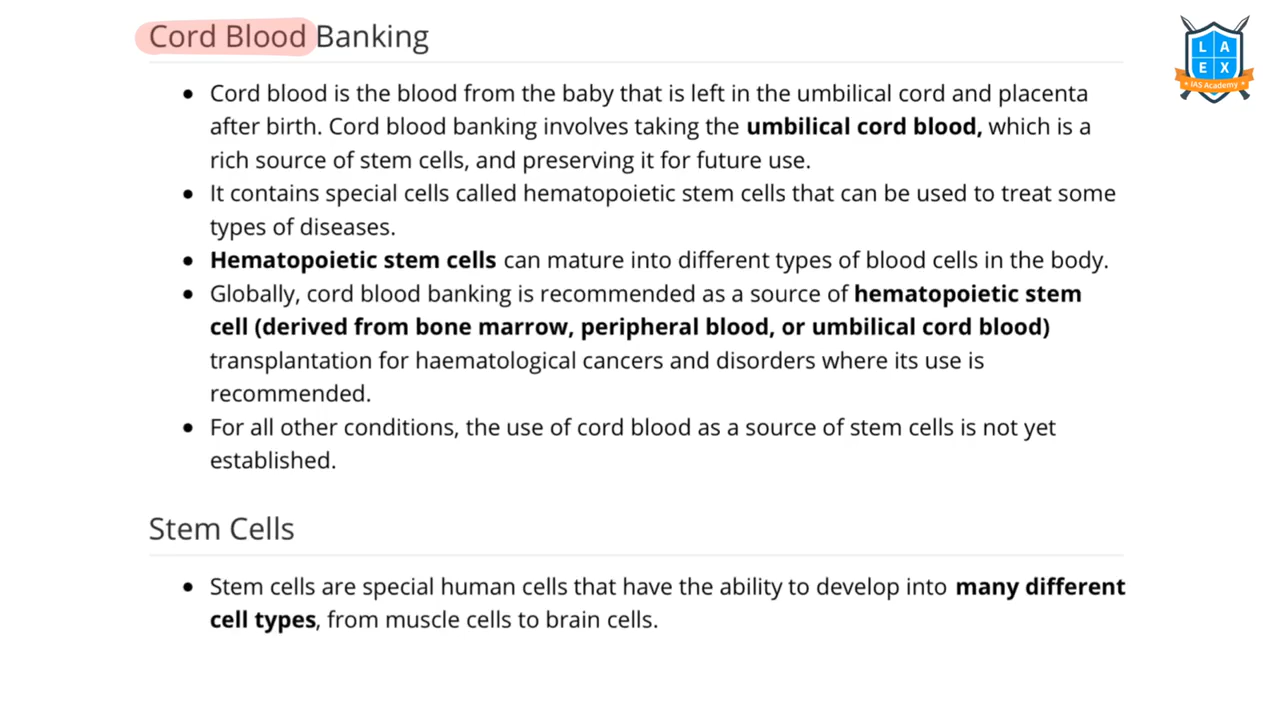 Cord Blood Banking
L A
E X
IAS Academy
Cord blood is the blood from the baby that is left in the umbilical cord and placenta
after birth. Cord blood banking involves taking the umbilical cord blood, which is a
rich source of stem cells, and preserving it for future use.
It contains special cells called hematopoietic stem cells that can be used to treat some
types of diseases.
Hematopoietic stem cells can mature into different types of blood cells in the body.
Globally, cord blood banking is recommended as a source of hematopoietic stem
cell (derived from bone marrow, peripheral blood, or umbilical cord blood)
transplantation for haematological cancers and disorders where its use is
recommended.
For all other conditions, the use of cord blood as a source of stem cells is not yet
established.
Stem Cells
Stem cells are special human cells that have the ability to develop into many different
cell types, from muscle cells to brain cells.